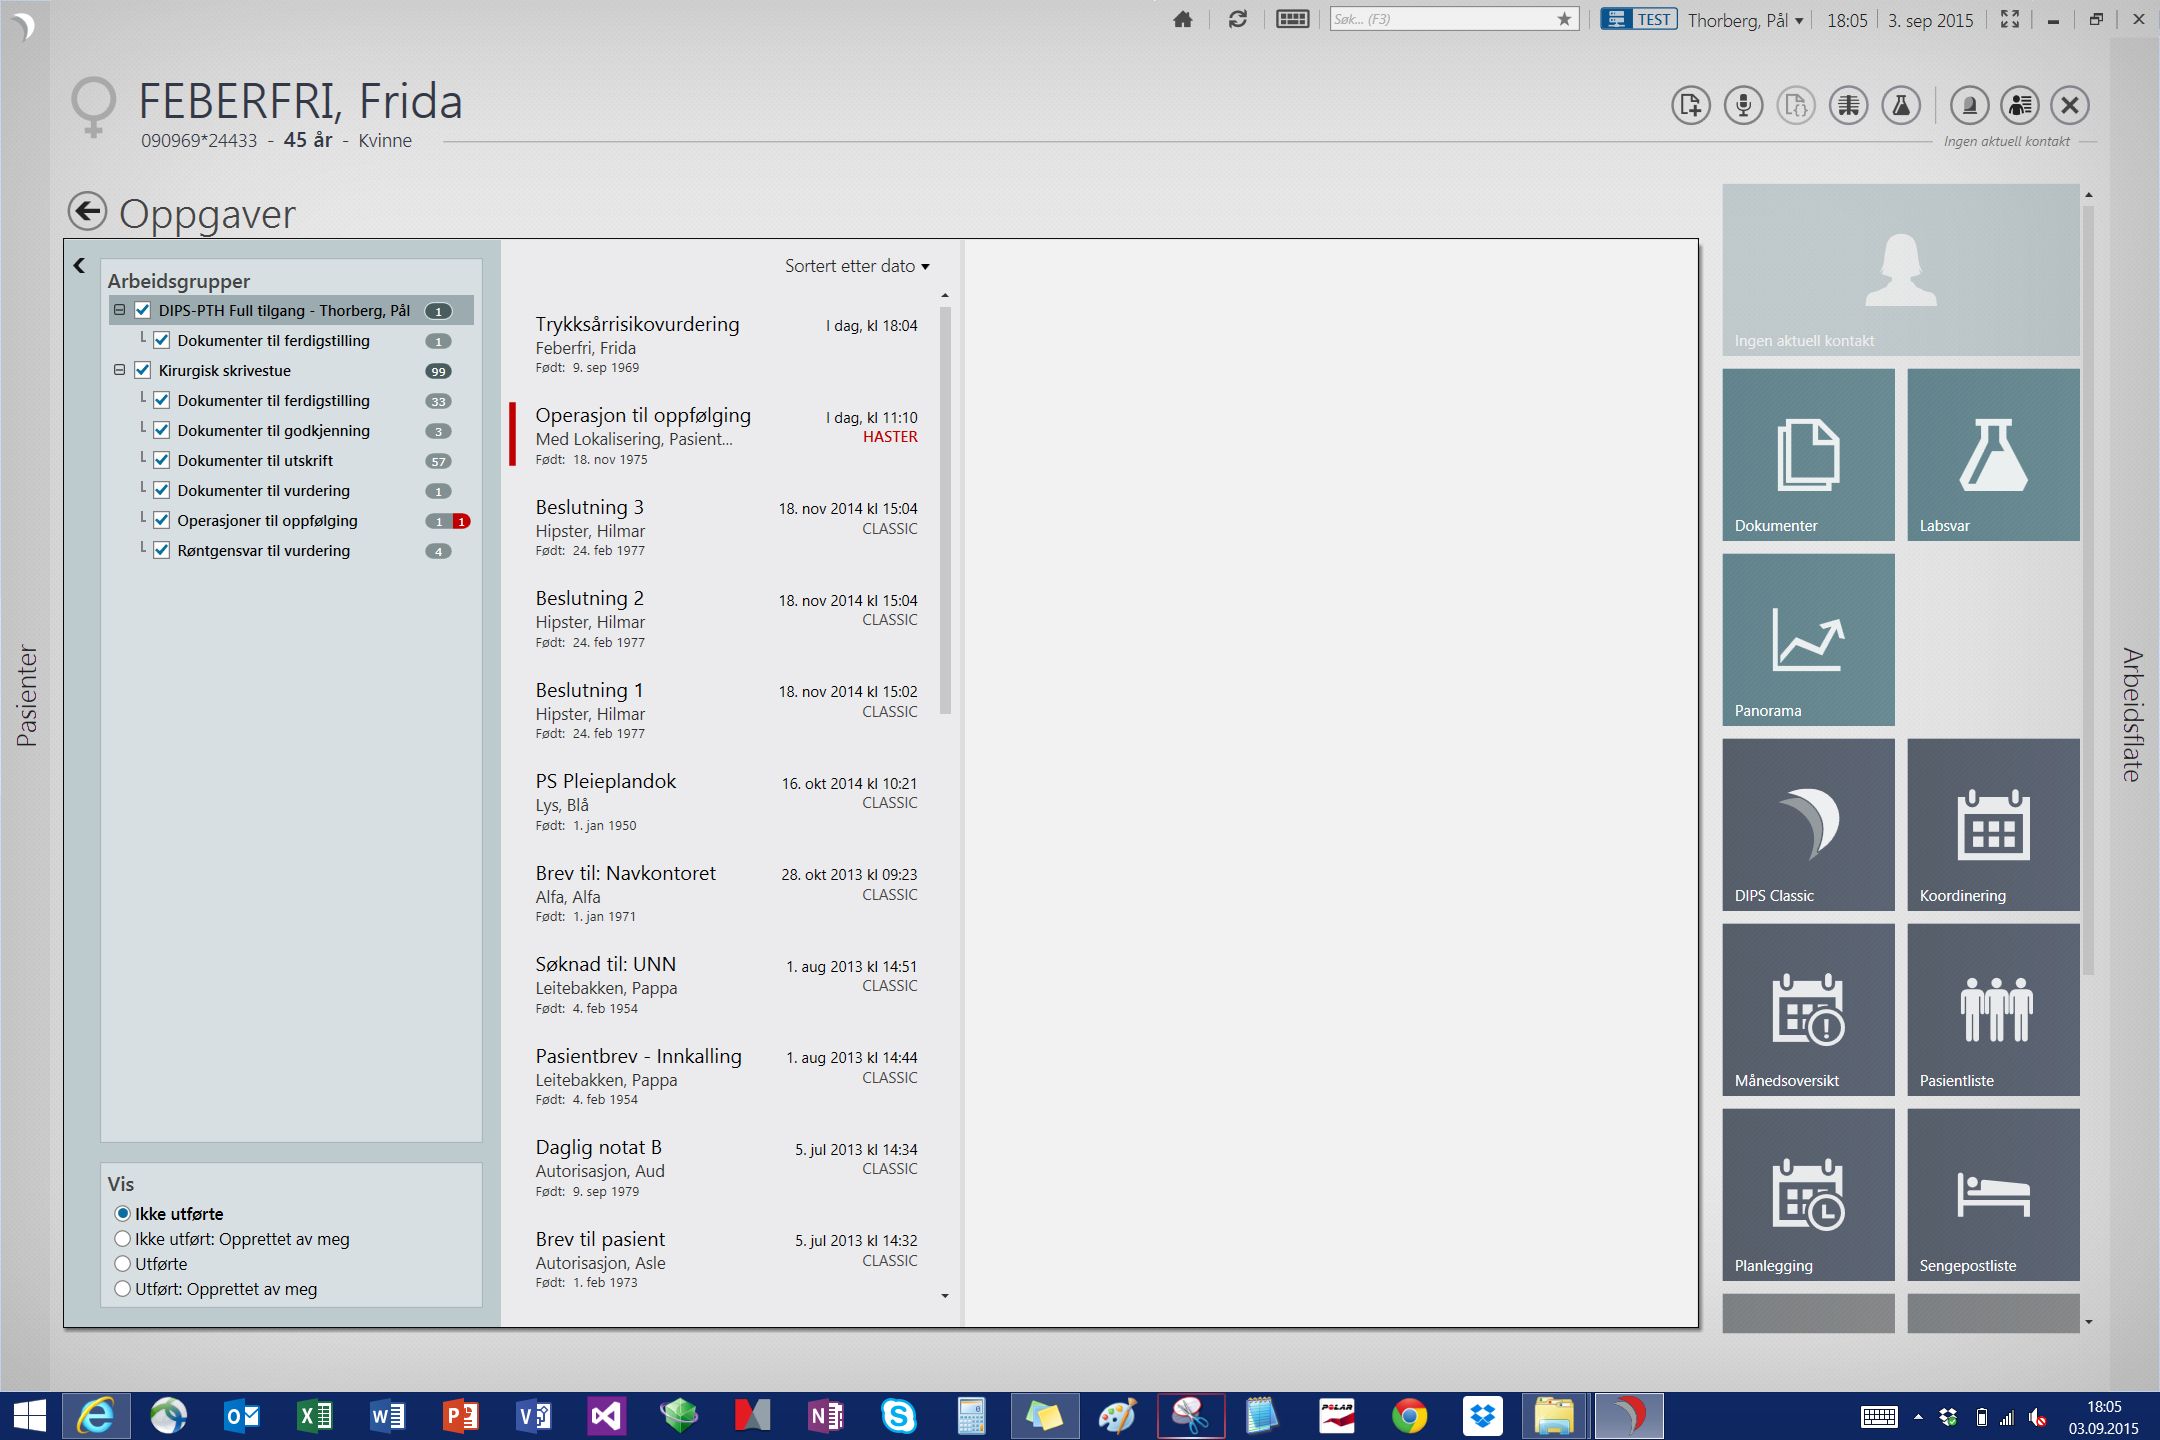 Søk... (F3)
TEST
Thorberg, Pål
18:05
3. sep 2015
FEBERFRI, Frida
090969*24433 - 45 år - Kvinne
Ingen aktuell kontakt
Oppgaver
Pasienter
Arbeidsgrupper
DIPS-PTH Full tilgang - Thorberg, Pål 1
Dokumenter til ferdigstilling 1
Kirurgisk skrivestue 99
Dokumenter til ferdigstilling 33
Dokumenter til godkjenning 3
Dokumenter til utskrift 57
Dokumenter til vurdering 1
Operasjoner til oppfølging 1 1
Røntgensvar til vurdering 4
Vis
Ikke utførte
Ikke utført: Opprettet av meg
Utførte
Utført: Opprettet av meg
Sortert etter dato
Trykksårrisikovurdering I dag, kl 18:04
Feberfri, Frida
Født: 9. sep 1969
Operasjon til oppfølging I dag, kl 11:10
Med Lokalisering, Pasient... HASTER
Født: 18. nov 1975
Beslutning 3 18. nov 2014 kl 15:04
Hipster, Hilmar CLASSIC
Født: 24. feb 1977
Beslutning 2 18. nov 2014 kl 15:04
Hipster, Hilmar CLASSIC
Født: 24. feb 1977
Beslutning 1 18. nov 2014 kl 15:02
Hipster, Hilmar CLASSIC
Født: 24. feb 1977
PS Pleieplandok 16. okt 2014 kl 10:21
Lys, Blå CLASSIC
Født: 1. jan 1950
Brev til: Navkontoret 28. okt 2013 kl 09:23
Alfa, Alfa CLASSIC
Født: 1. jan 1971
Søknad til: UNN 1. aug 2013 kl 14:51
Leitebakken, Pappa CLASSIC
Født: 4. feb 1954
Pasientbrev - Innkalling 1. aug 2013 kl 14:44
Leitebakken, Pappa CLASSIC
Født: 4. feb 1954
Daglig notat B 5. jul 2013 kl 14:34
Autorisasjon, Aud CLASSIC
Født: 9. sep 1979
Brev til pasient 5. jul 2013 kl 14:32
Autorisasjon, Asle CLASSIC
Født: 1. feb 1973
Ingen aktuell kontakt
Dokumenter
Labsvar
Panorama
DIPS Classic
Koordinering
Månedsoversikt
Pasientliste
Planlegging
Sengepostliste
Arbeidsflate
POLAR
18:05
03.09.2015